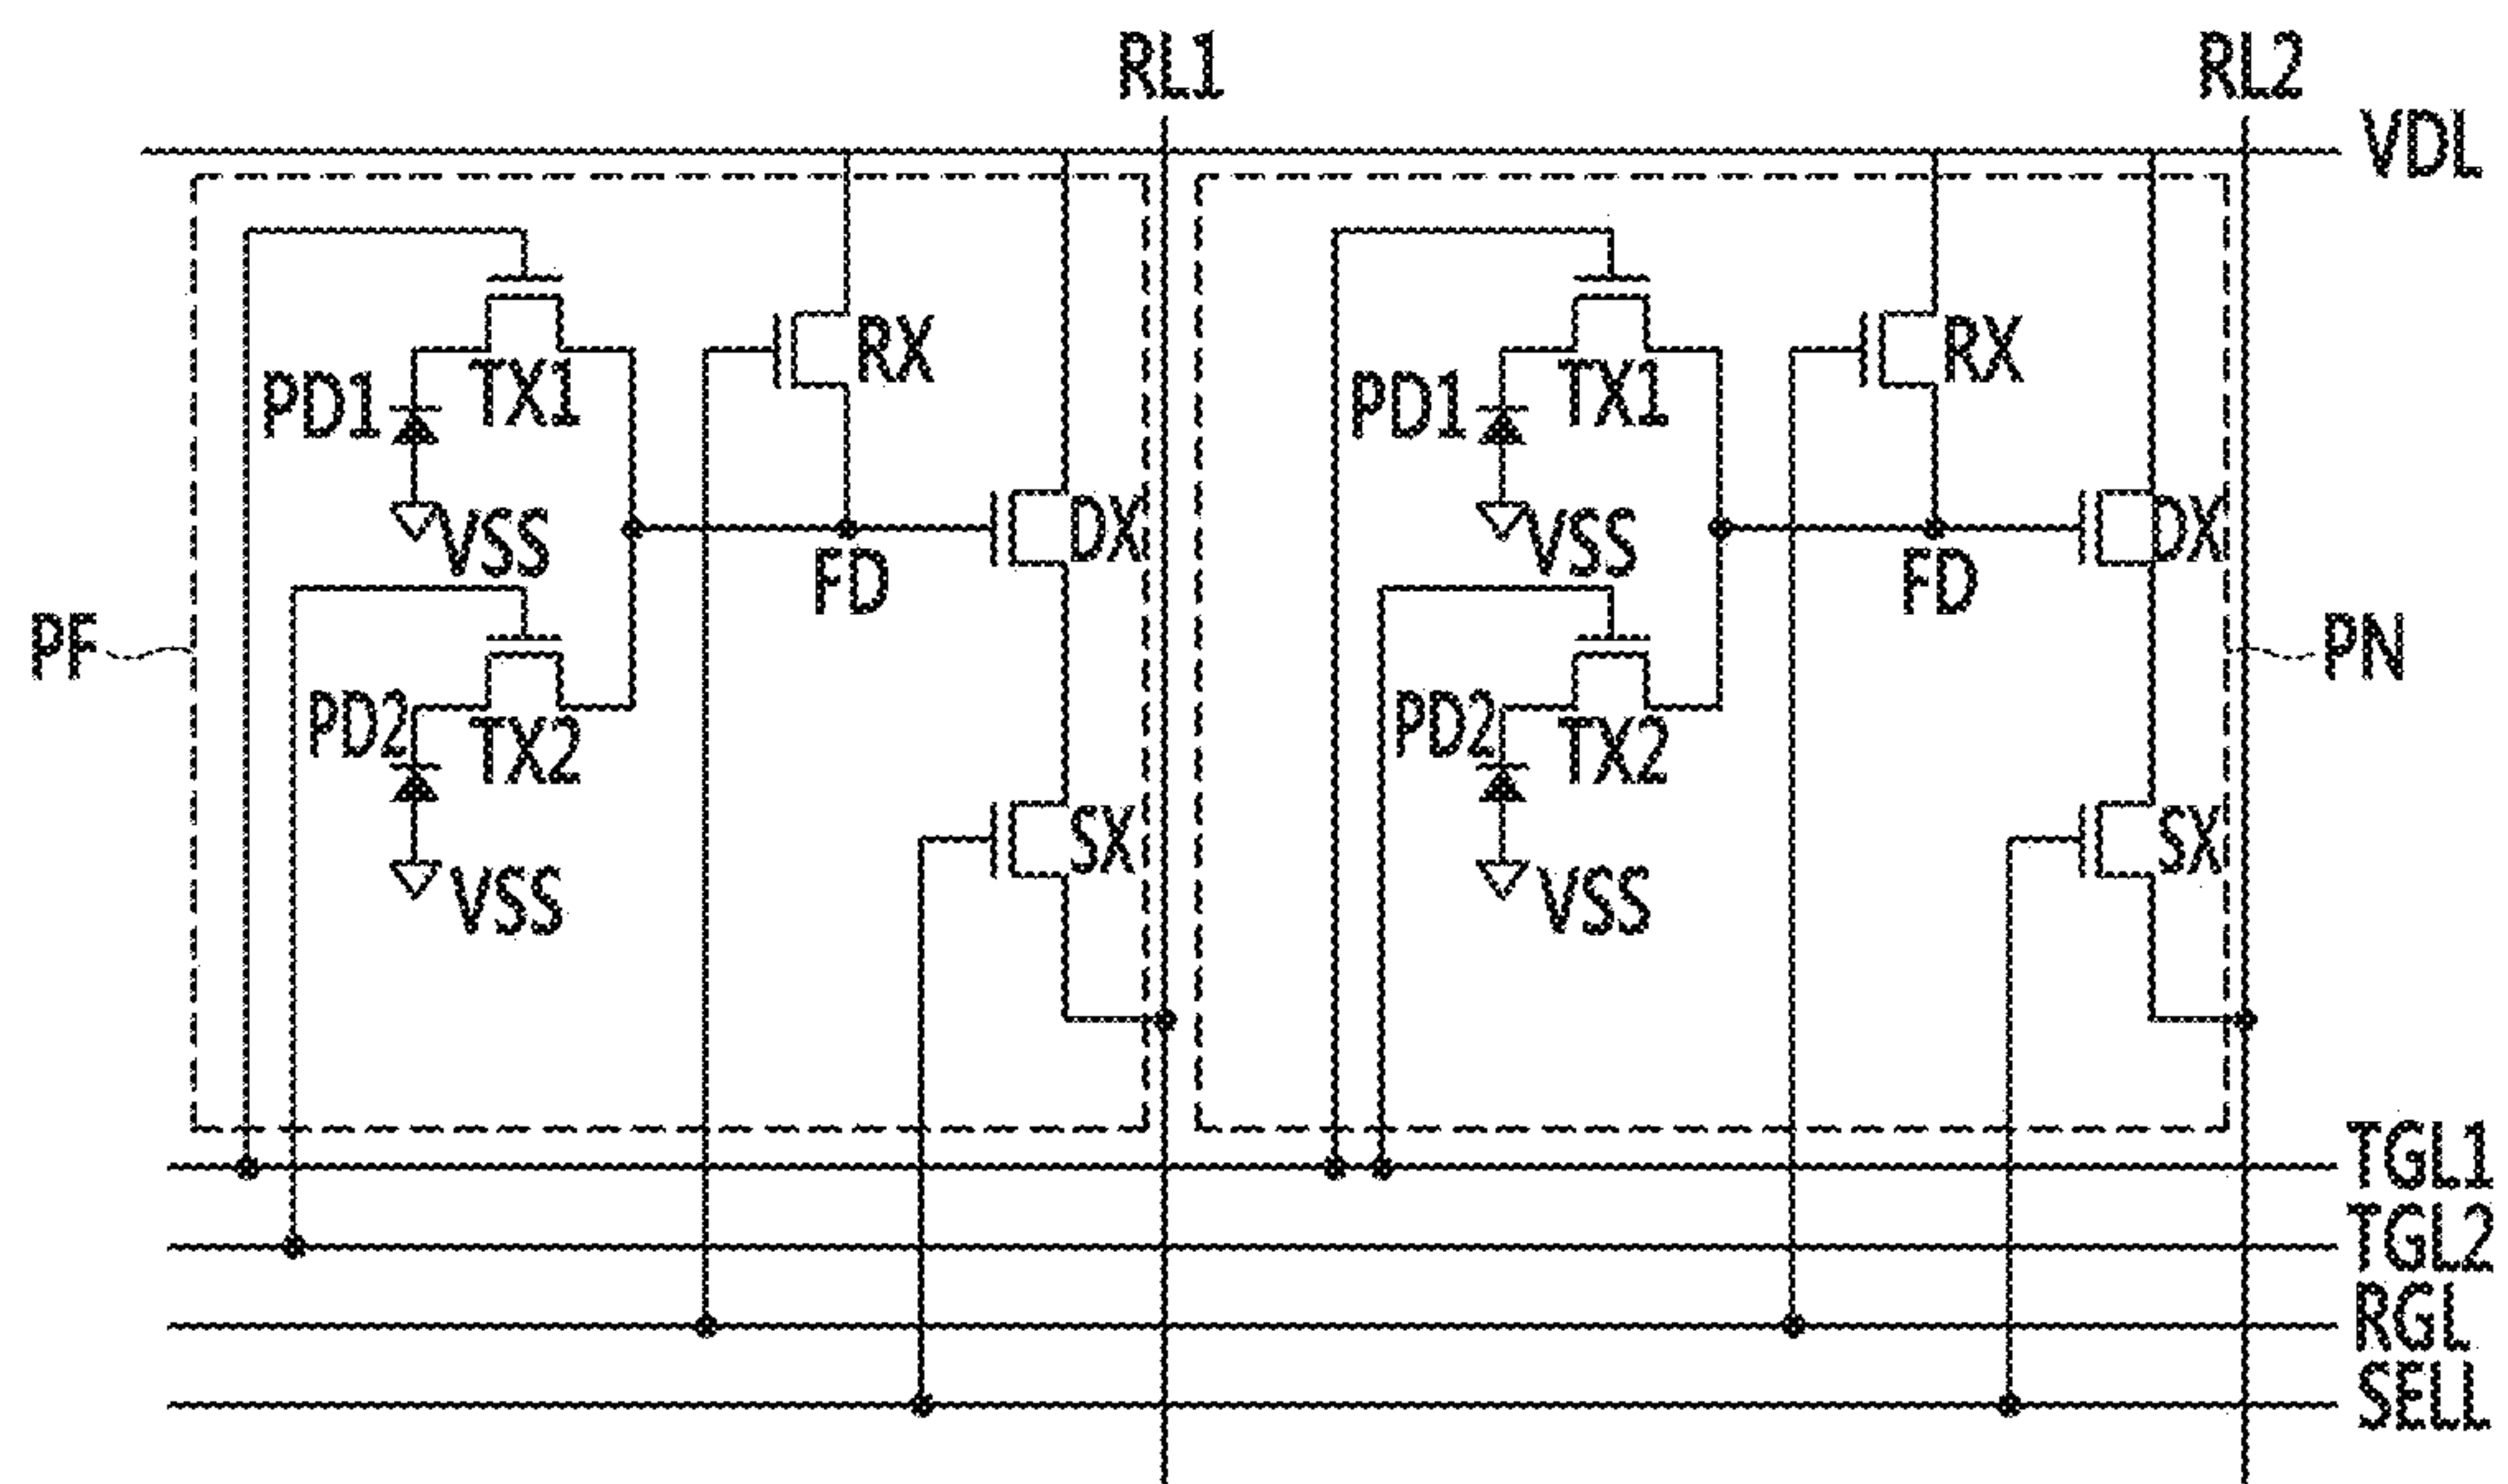 RL1
RL2
VDL
RX
RX
PD1
TX1
PD1
TX1
VSS
DX
VSS
DX
FD
FD
PF
PN
PD2
TX2
PD2
TX2
SX
SX
VSS
VSS
TGL1
TGL2
RGL
SELL